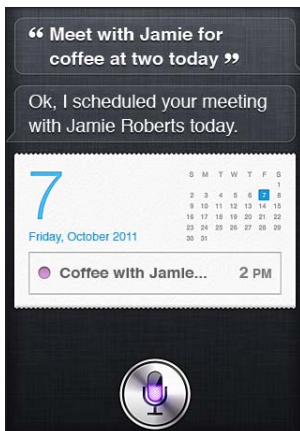 “ Meet with Jamie for
coffee at two today ”
Ok, I scheduled your meeting
with Jamie Roberts today.
7
S M T W T F S
1
2 3 4 5 6 7 8
9 10 11 12 13 14 15
16 17 18 19 20 21 22
23 24 25 26 27 28 29
30 31
Friday, October 2011
Coffee with Jamie... 2 PM